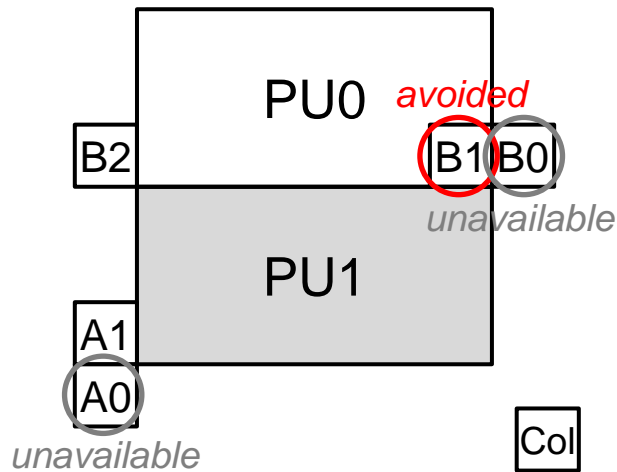 PU0
avoided
B2
B1
B0
unavailable
PU1
A1
A0
unavailable
Col